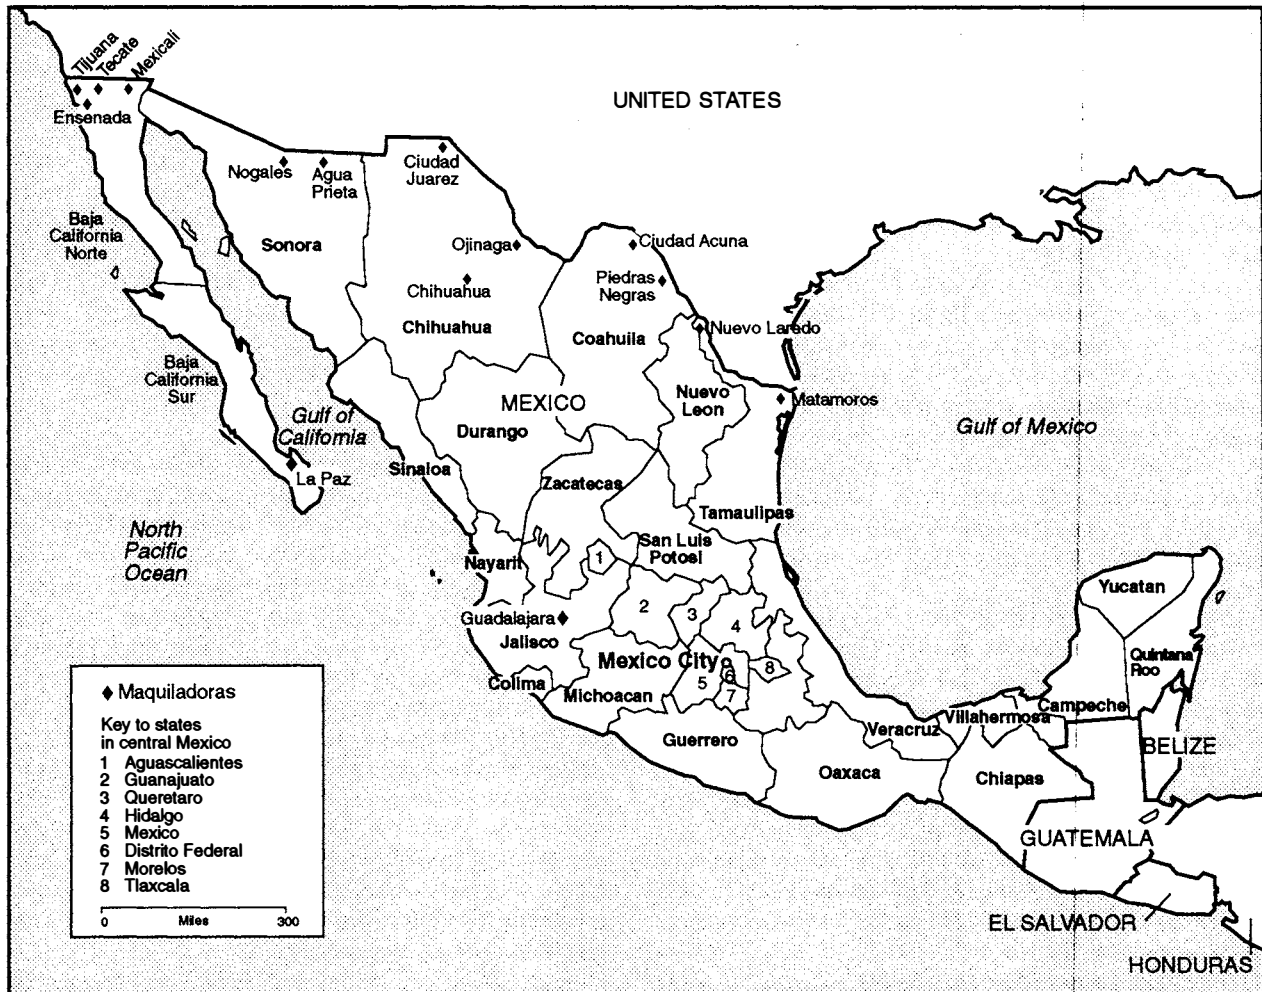 Tijuana
Tecate
Mexicali
Ensenada
UNITED STATES
Nogales
Agua
Prieta
Ciudad
Juarez
Baja
California
Norte
Sonora
Ojinaga
Ciudad Acuna
Chihuahua
Piedras
Negras
Chihuahua
Coahuila
Nuevo Laredo
Baja
California
Sur
MEXICO
Nuevo
Leon
Matamoros
Gulf of
California
Durango
Gulf of Mexico
Sinaloa
La Paz
Zacatecas
Tamaulipas
North
Pacific
Ocean
San Luis
Potosi
Nayarit
1
Yucatan
2
3
4
Guadalajara
Jalisco
Mexico City
Quintana
Roo
8
6
5
7
Colima
Michoacan
Campeche
Villahermosa
Veracruz
Guerrero
BELIZE
Oaxaca
Chiapas
GUATEMALA
EL SALVADOR
HONDURAS
Maquiladoras
Key to states
in central Mexico
1 Aguascalientes
2 Guanajuato
3 Queretaro
4 Hidalgo
5 Mexico
6 Distrito Federal
7 Morelos
8 Tlaxcala
0 Miles 300